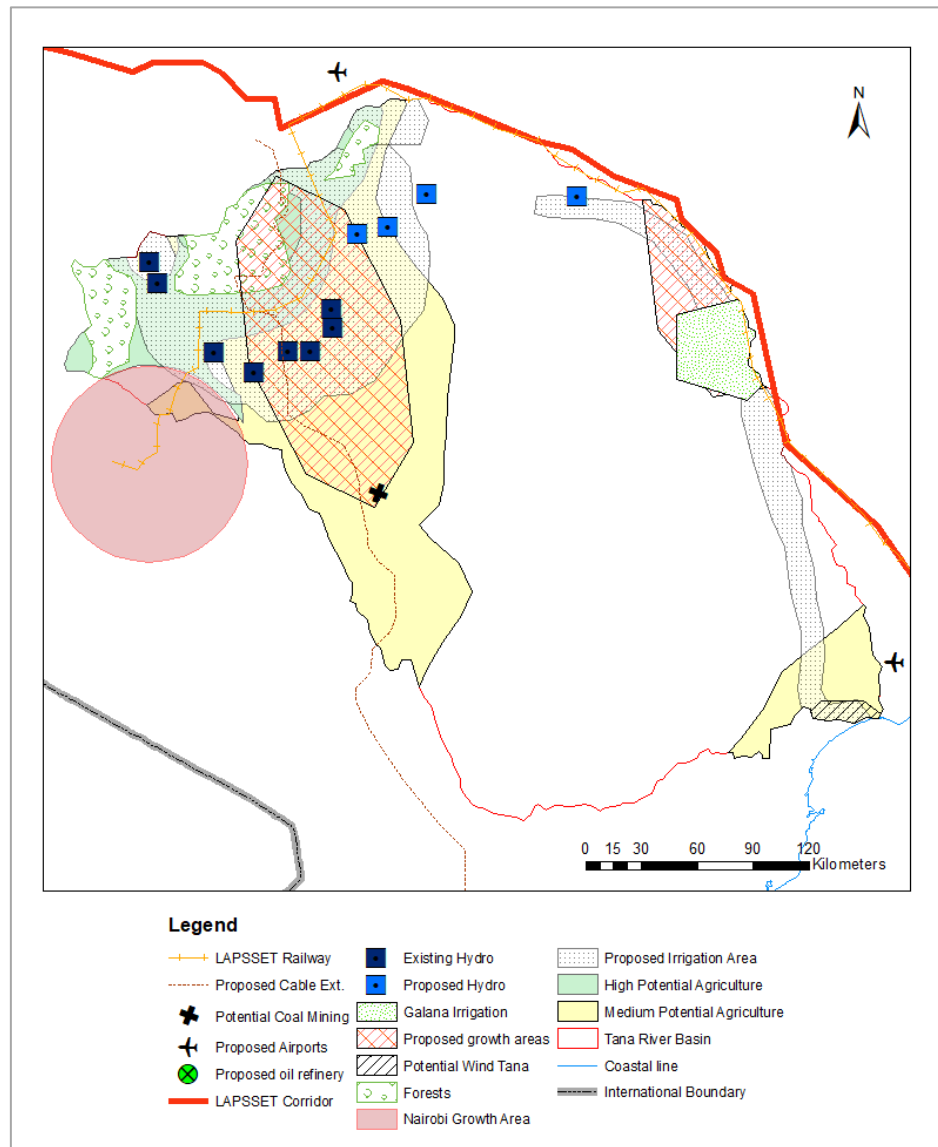 N
0 15 30 60 90 120
Kilometers
Legend
LAPSSET Railway
Proposed Cable Ext.
Potential Coal Mining
Proposed Airports
Proposed oil refinery
LAPSSET Corridor
Existing Hydro
Proposed Hydro
Galana Irrigation
Proposed growth areas
Potential Wind Tana
Forests
Nairobi Growth Area
Proposed Irrigation Area
High Potential Agriculture
Medium Potential Agriculture
Tana River Basin
Coastal line
International Boundary